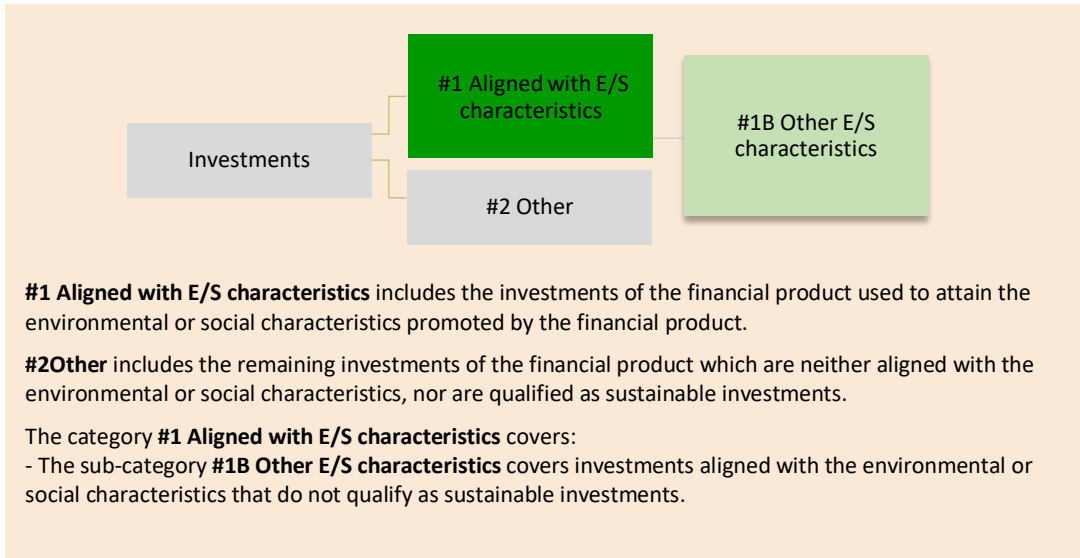 #1 Aligned with E/S
characteristics
#1B Other E/S
characteristics
Investments
#2 Other
#1 Aligned with E/S characteristics includes the investments of the financial product used to attain the
environmental or social characteristics promoted by the financial product.
#2Other includes the remaining investments of the financial product which are neither aligned with the
environmental or social characteristics, nor are qualified as sustainable investments.
The category #1 Aligned with E/S characteristics covers:
- The sub-category #1B Other E/S characteristics covers investments aligned with the environmental or
social characteristics that do not qualify as sustainable investments.